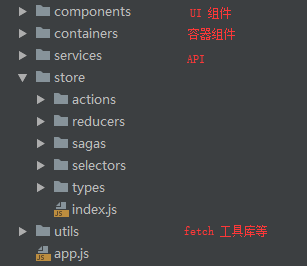 components UI 组件
containers 容器组件
services API
store
actions
reducers
sagas
selectors
types
index.js
utils fetch 工具库等
app.js